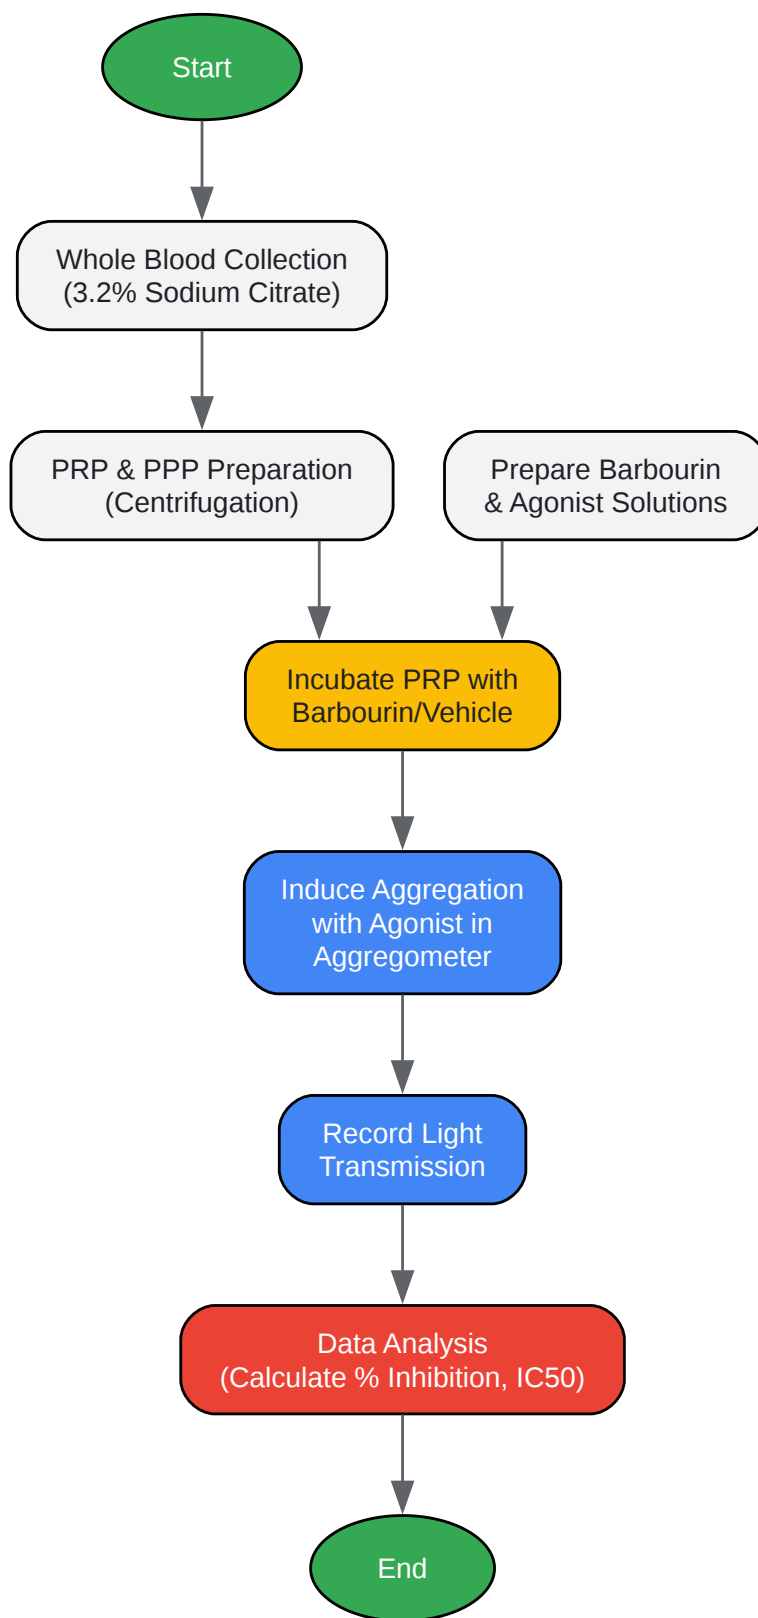 Start
Whole Blood Collection
(3.2% Sodium Citrate)
PRP & PPP Preparation
(Centrifugation)
Prepare Barbourin
& Agonist Solutions
Incubate PRP with
Barbourin/Vehicle
Induce Aggregation
with Agonist in
Aggregometer
Record Light
Transmission
Data Analysis
(Calculate % Inhibition, IC50)
End